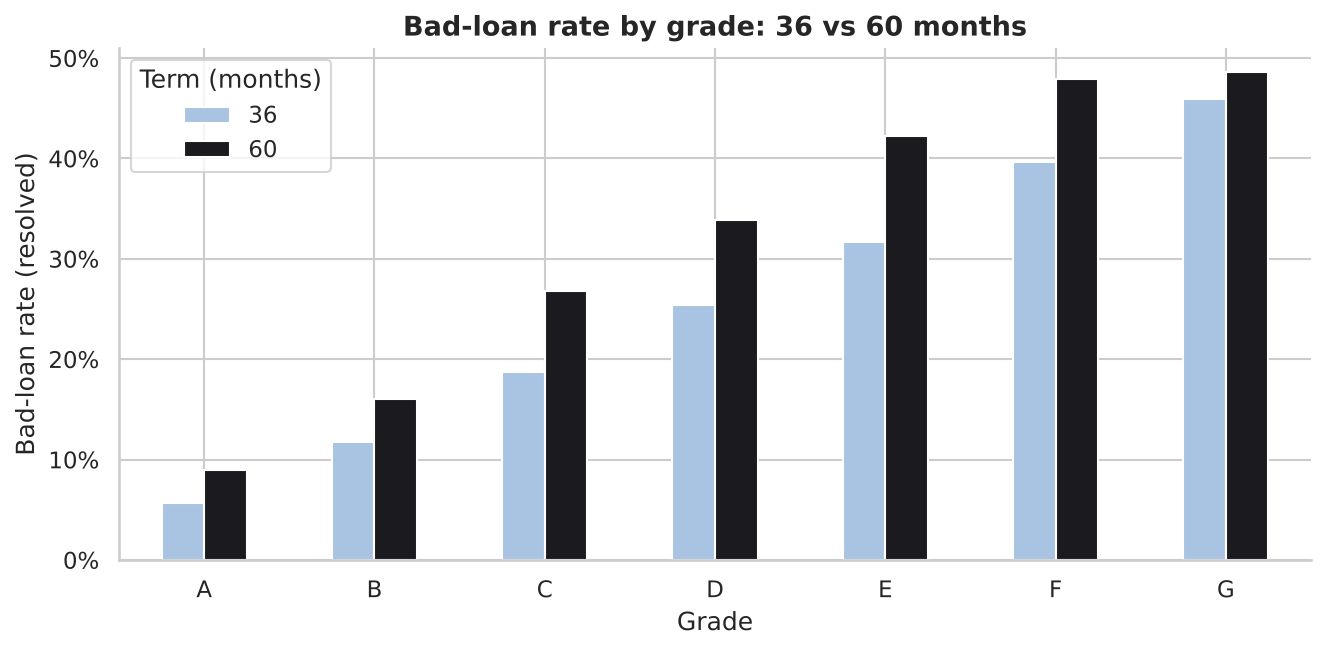 Bad-loan rate by grade: 36 vs 60 months
Term (months)
36
60
Bad-loan rate (resolved)
50%
40%
30%
20%
10%
0%
A B C D E F G
Grade